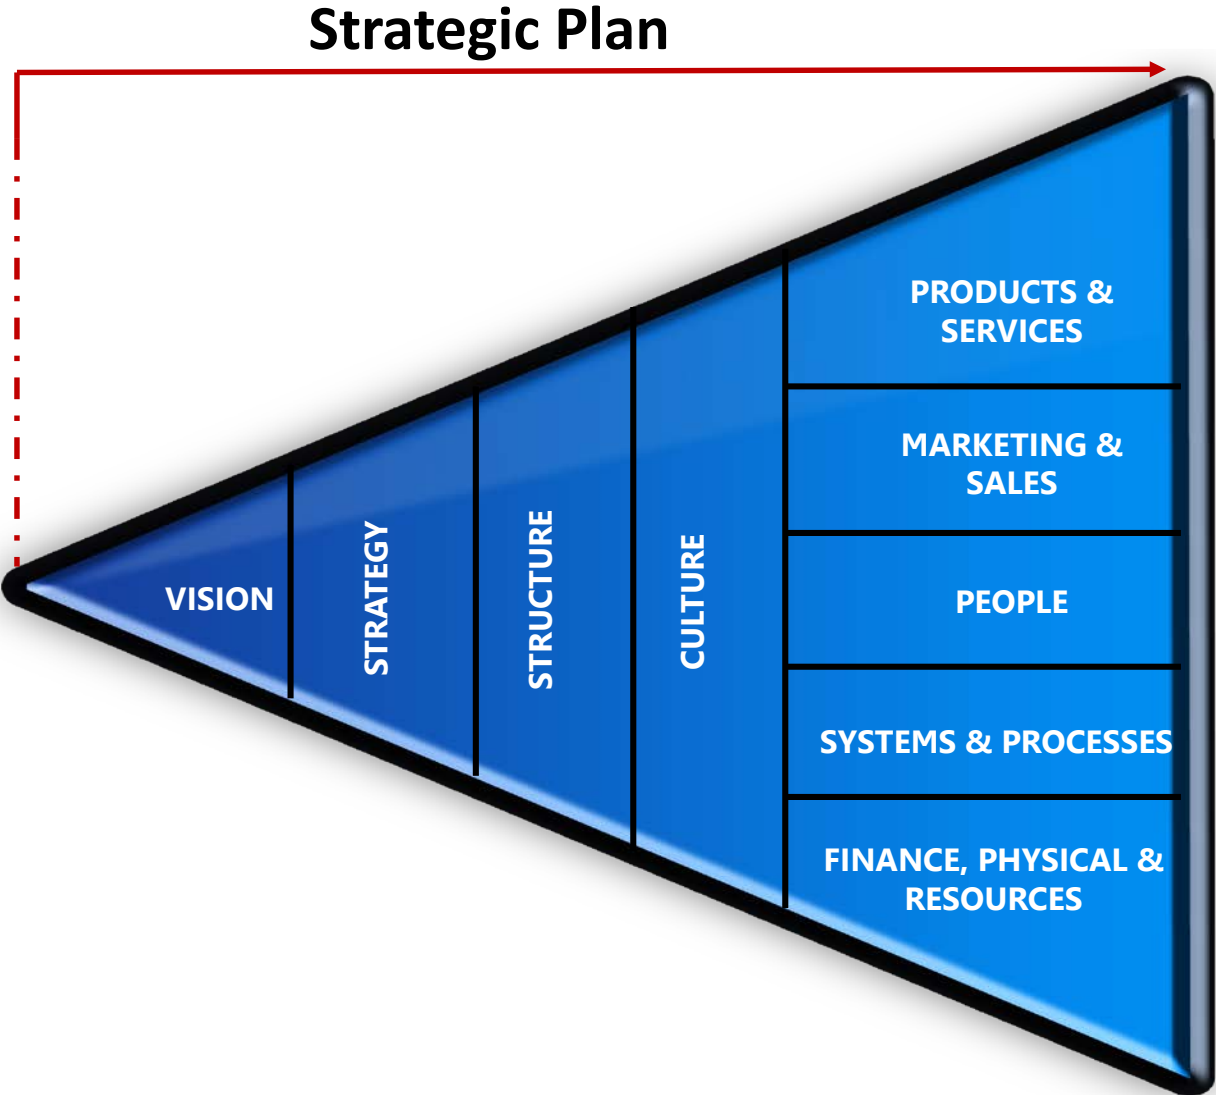 Strategic Plan
VISION
STRATEGY
STRUCTURE
CULTURE
PRODUCTS &
SERVICES
MARKETING &
SALES
PEOPLE
SYSTEMS & PROCESSES
FINANCE, PHYSICAL &
RESOURCES